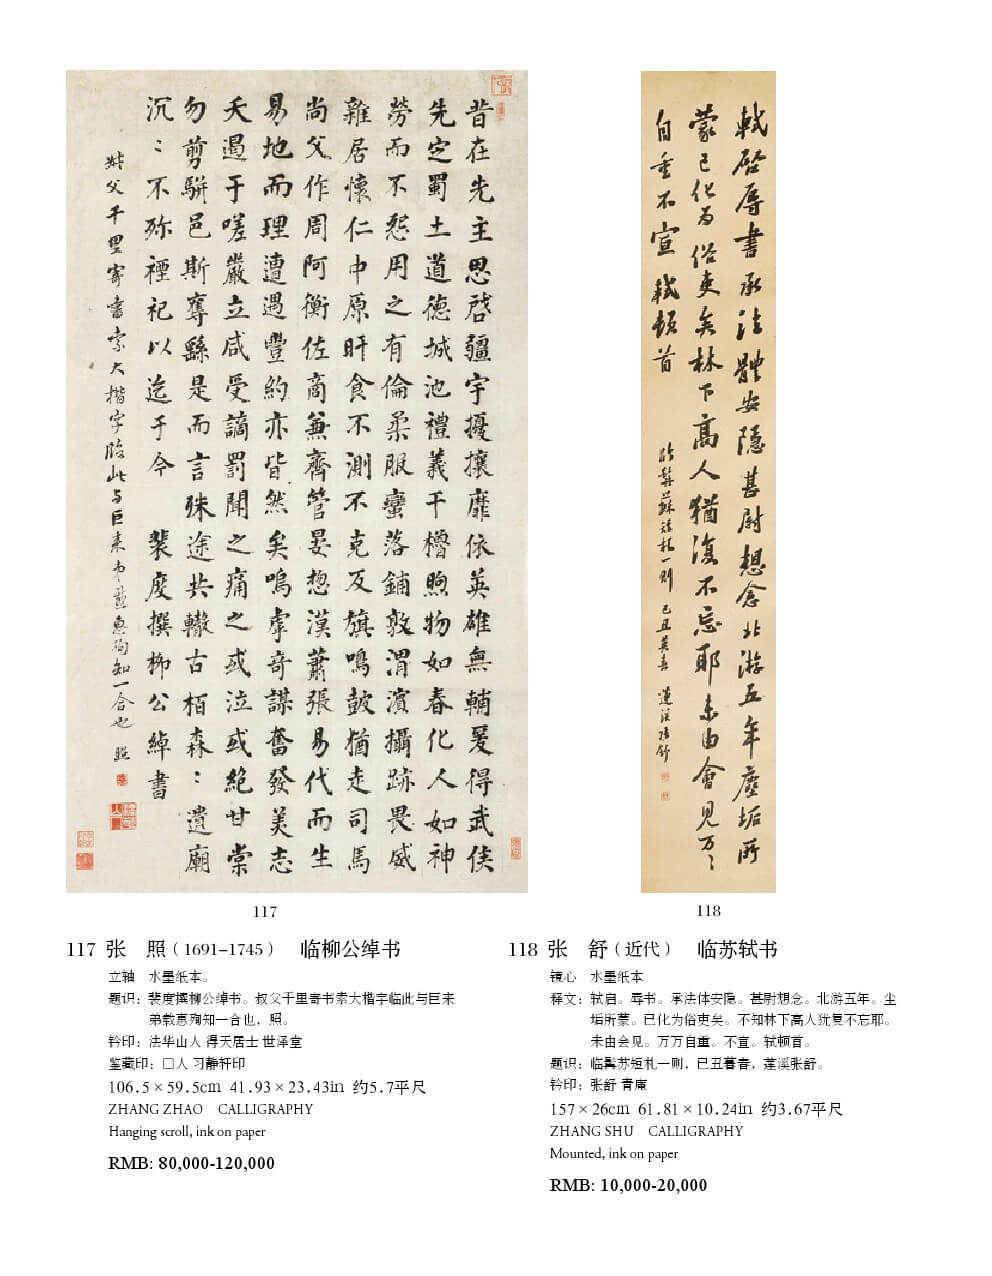 昔在先主思啓疆宇擾攘靡依英雄無輔爰得武侯
先定蜀土道德城池禮義干櫓煦物如春化人如神
勞而不怨用之有倫柔服蠻落鋪敦渭濱攝跡畏威
雜居懷仁中原旰食不測不克反旗鳴鼓猶走司馬
尚父作周阿衡佐商兼齊管晏摠漢蕭張易代而生
易地而理遭遇豐約亦皆然矣嗚虖奇謀奮發美志
夭遏于嗟嚴立咸受謫罰聞之痛之或泣或絕甘棠
勿剪駢邑斯奪繇是而言殊途共轍古栢森:遺廟
沉:不殄禋祀以迄于今 裴度撰柳公綽書
叔父千里寄書索大楷字臨此与巨来弟載惠殉知一合也 照
軾啓辱書承法體安隱甚尉想念北游五年塵垢所
蒙已化为俗吏矣林下高人猶復不忘耶未由會見万〻
自重不宣軾頓首 臨髯蘇短札一則 己丑莫春 蓮溪張舒
117
118
117 张 照（1691–1745） 临柳公绰书
立轴 水墨纸本。
题识：裴度撰柳公绰书。叔父千里寄书索大楷字临此与巨来
弟载惠殉知一合也，照。
钤印：法华山人 得天居士 世泽堂
鉴藏印：□人 习静轩印
106.5×59.5cm 41.93×23.43in 约5.7平尺
ZHANG ZHAO CALLIGRAPHY
Hanging scroll, ink on paper
RMB: 80,000-120,000
118 张 舒（近代） 临苏轼书
镜心 水墨纸本
释文：轼启。辱书。承法体安隐。甚尉想念。北游五年。尘
垢所蒙。已化为俗吏矣。不知林下高人犹复不忘耶。
未由会见。万万自重。不宣。轼顿首。
题识：临髯苏短札一则，己丑暮春，莲溪张舒。
钤印：张舒 青庵
157×26cm 61.81×10.24in 约3.67平尺
ZHANG SHU CALLIGRAPHY
Mounted, ink on paper
RMB: 10,000-20,000